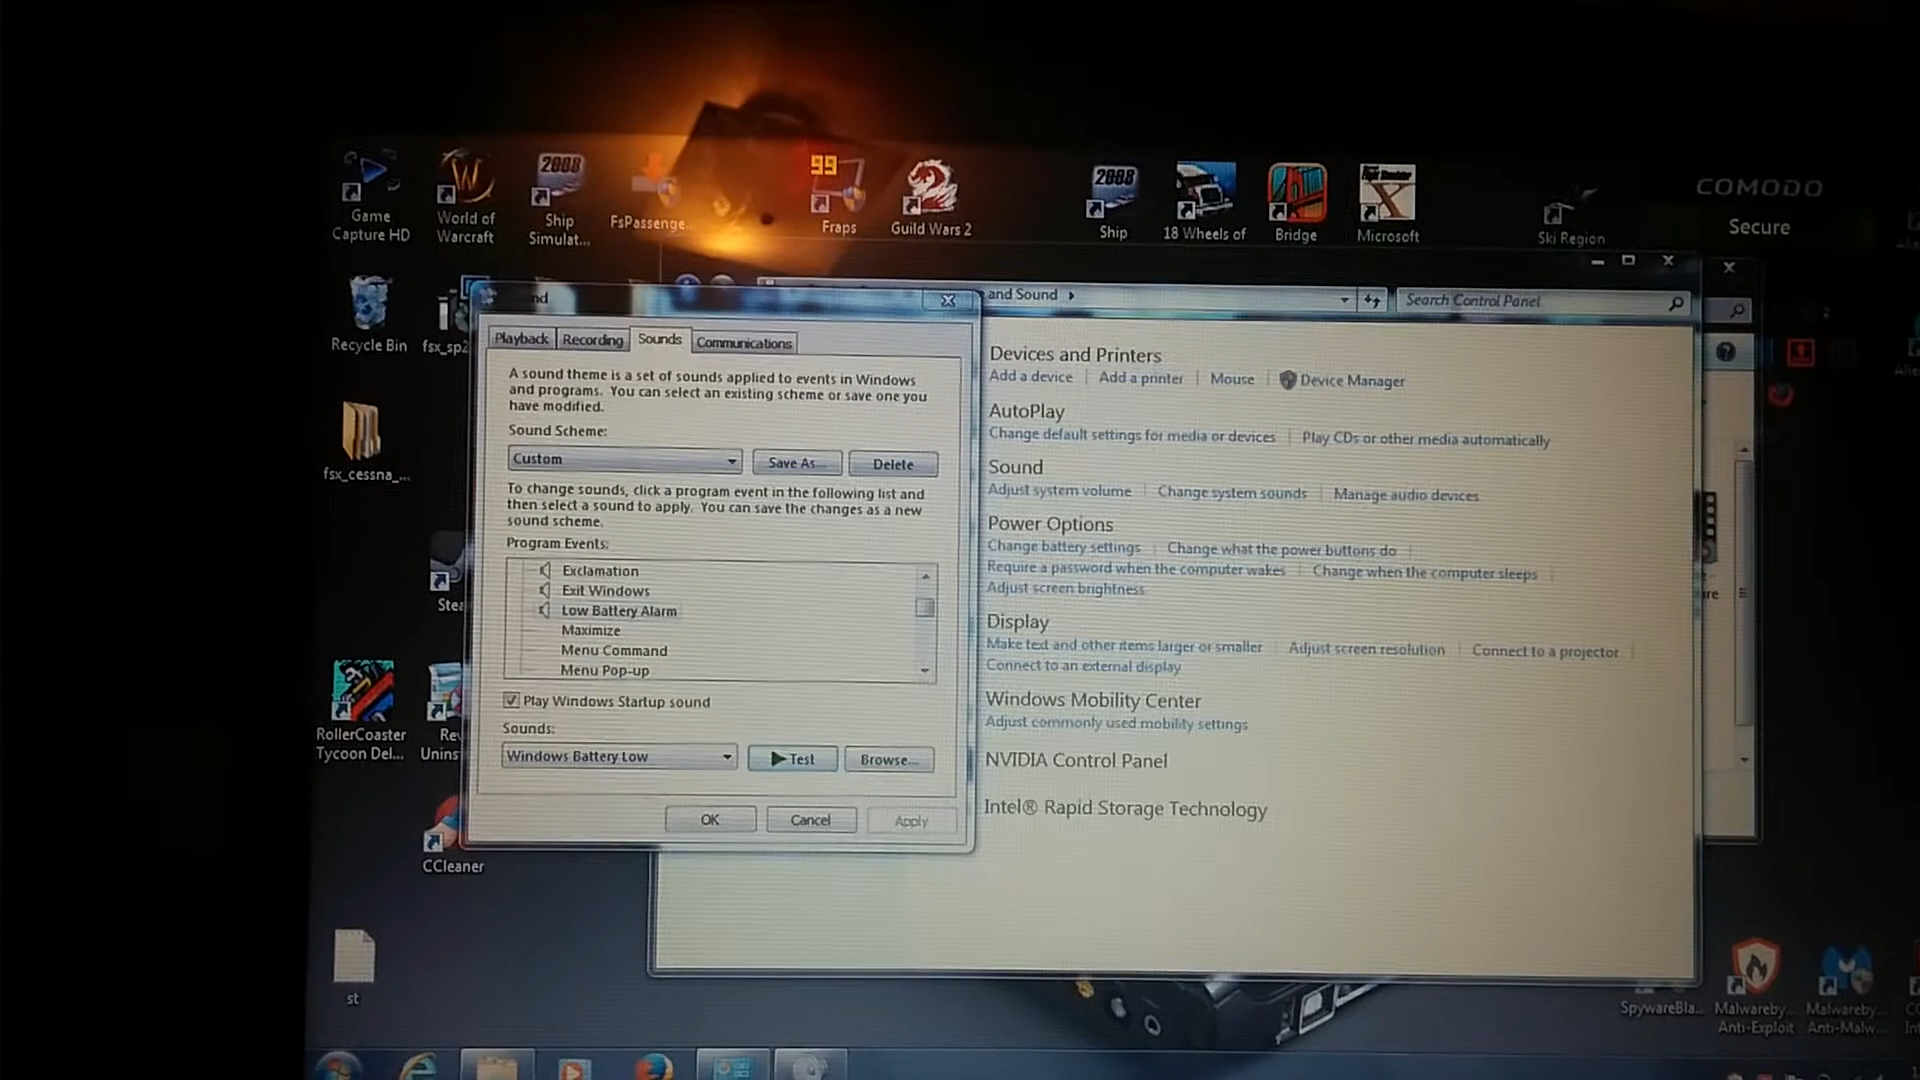 2008
99
2008
Game
Capture HD
World of
Warcraft
Ship
Simulat...
FsPassenge...
Fraps
Guild Wars 2
Ship
18 Wheels of
Bridge
Microsoft
Ski Region
COMODO
Secure
Recycle Bin
fsx_sp2
fsx_cessna_...
and Sound
Search Control Panel
Playback
Recording
Sounds
Communications
A sound theme is a set of sounds applied to events in Windows
and programs. You can select an existing scheme or save one you
have modified.
Sound Scheme:
Custom
Save As...
Delete
To change sounds, click a program event in the following list and
then select a sound to apply. You can save the changes as a new
sound scheme.
Program Events:
Exclamation
Exit Windows
Low Battery Alarm
Maximize
Menu Command
Menu Pop-up
Play Windows Startup sound
Sounds:
Windows Battery Low
Test
Browse...
OK
Cancel
Apply
Devices and Printers
Add a device
Add a printer
Mouse
Device Manager
AutoPlay
Change default settings for media or devices
Play CDs or other media automatically
Sound
Adjust system volume
Change system sounds
Manage audio devices
Power Options
Change battery settings
Change what the power buttons do
Require a password when the computer wakes
Change when the computer sleeps
Adjust screen brightness
Display
Make text and other items larger or smaller
Adjust screen resolution
Connect to a projector
Connect to an external display
Windows Mobility Center
Adjust commonly used mobility settings
NVIDIA Control Panel
Intel® Rapid Storage Technology
RollerCoaster
Tycoon Del...
CCleaner
st
SpywareBla...
Malwareby...
Anti-Exploit
Malwareby...
Anti-Malw...